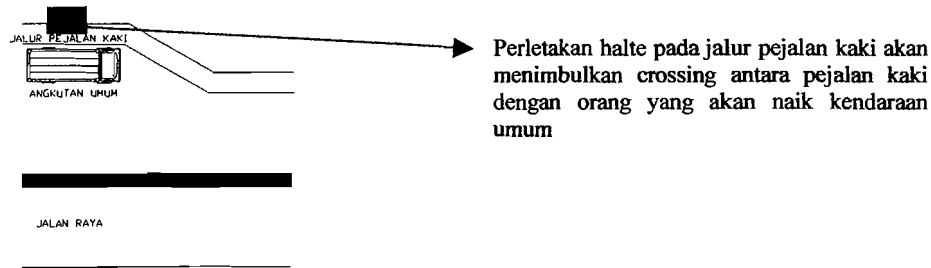 JALUR PEJALAN KAKI
ANGKUTAN UMUM
JALAN RAYA
Perletakan halte pada jalur pejalan kaki akan
menimbulkan crossing antara pejalan kaki
dengan orang yang akan naik kendaraan
umum